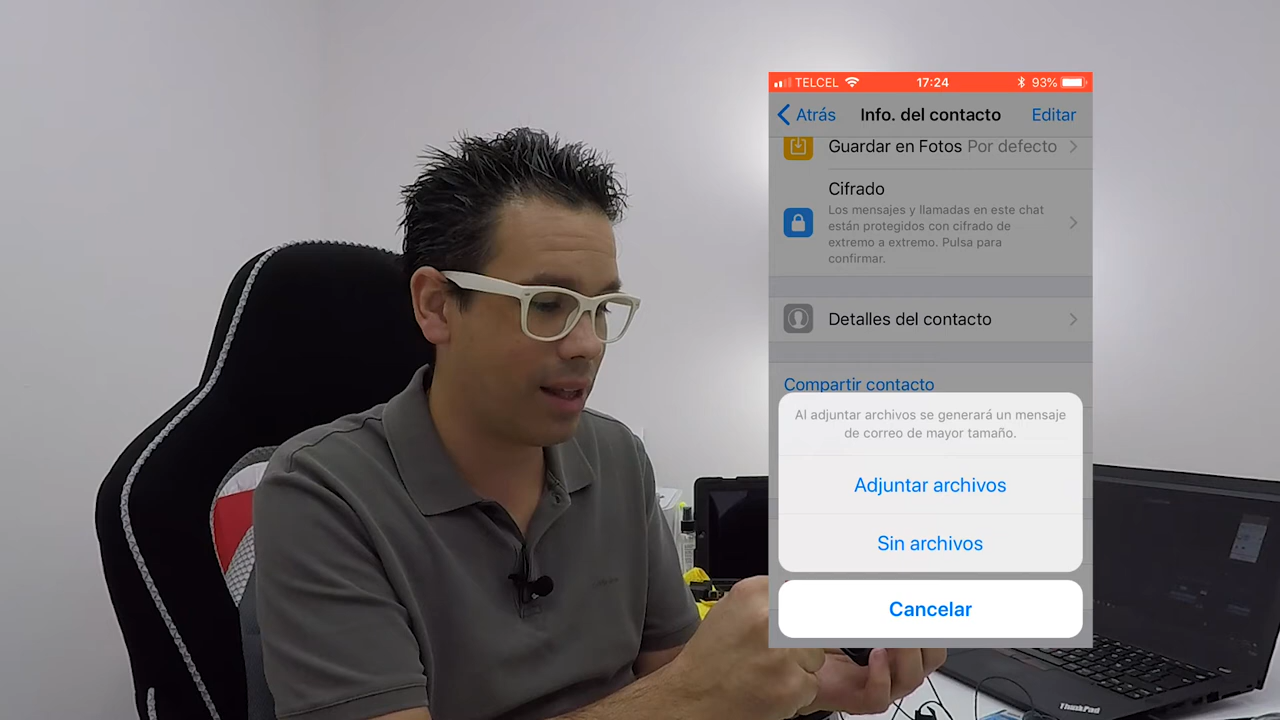 TELCEL 17:24 93%
Atrás Info. del contacto Editar
Guardar en Fotos Por defecto
Cifrado
Los mensajes y llamadas en este chat
están protegidos con cifrado de
extremo a extremo. Pulsa para
confirmar.
Detalles del contacto
Compartir contacto
Al adjuntar archivos se generará un mensaje
de correo de mayor tamaño.
Adjuntar archivos
Sin archivos
Cancelar
ThinkPad